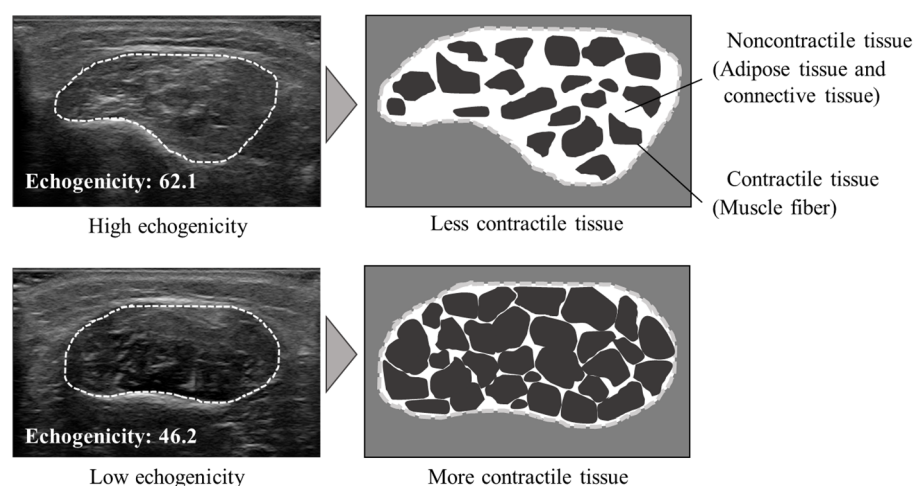 Echogenicity: 62.1
High echogenicity
Less contractile tissue
Noncontractile tissue
(Adipose tissue and
connective tissue)
Contractile tissue
(Muscle fiber)
Echogenicity: 46.2
Low echogenicity
More contractile tissue